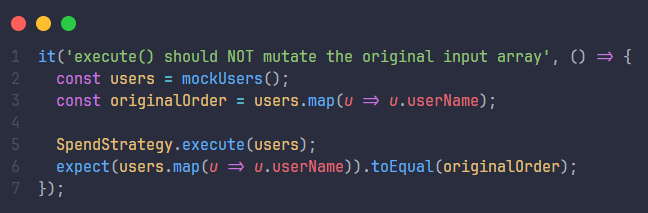 1 it('execute() should NOT mutate the original input array', () => {
2   const users = mockUsers();
3   const originalOrder = users.map(u => u.userName);
4
5   SpendStrategy.execute(users);
6   expect(users.map(u => u.userName)).toEqual(originalOrder);
7 });